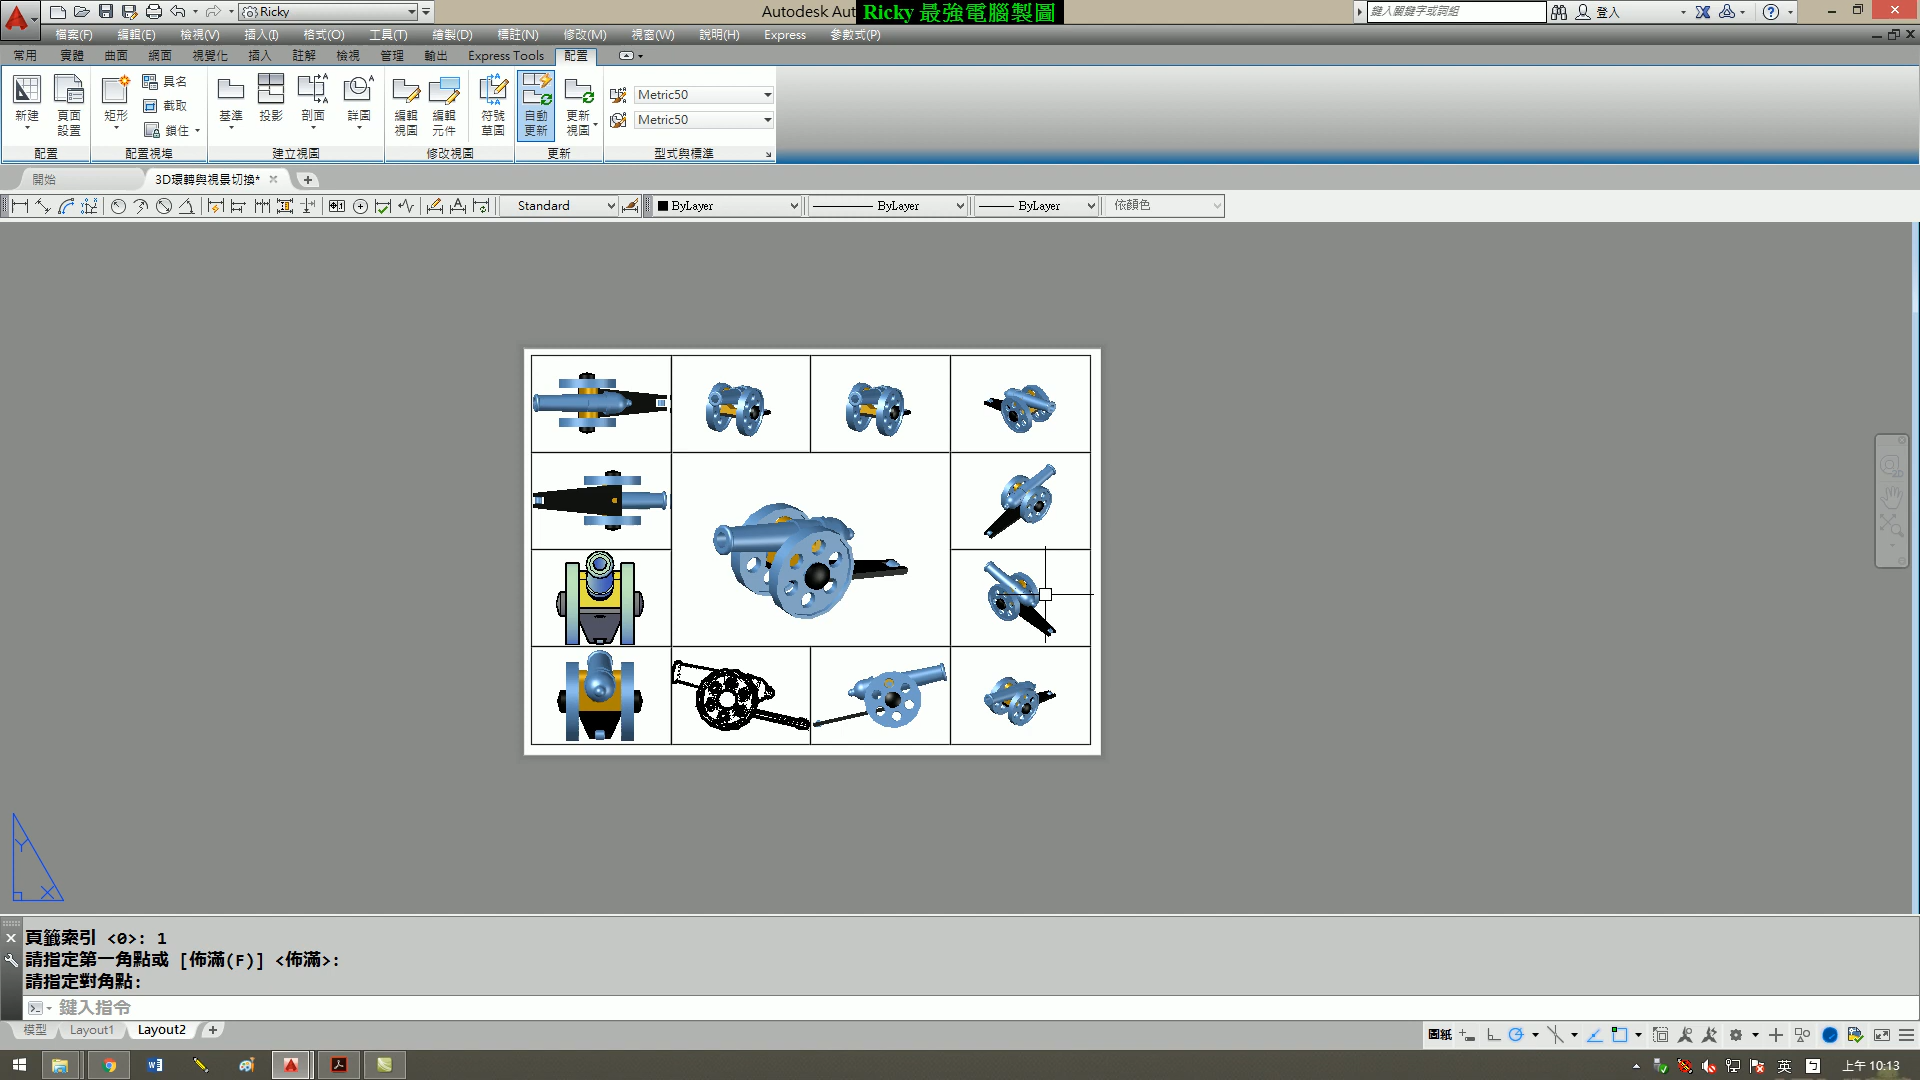 Ricky
Autodesk Aut
Ricky 最強電腦製圖
鍵入關鍵字或詞組
登入
檔案(F) 編輯(E) 檢視(V) 插入(I) 格式(O) 工具(T) 繪製(D) 標註(N) 修改(M) 視窗(W) 說明(H) Express 參數式(P)
常用 實體 曲面 網面 視覺化 插入 註解 檢視 管理 輸出 Express Tools 配置
新建
頁面
設置
矩形
具名
截取
鎖住
基準
投影
剖面
詳圖
編輯
視圖
編輯
元件
符號
草圖
自動
更新
更新
視圖
Metric50
Metric50
配置 配置視埠 建立視圖 修改視圖 更新 型式與標準
開始
3D環轉與視景切換*
Standard
ByLayer
ByLayer
ByLayer
依顏色
Y
X
頁籤索引 <0>: 1
請指定第一角點或 [佈滿(F)] <佈滿>:
請指定對角點:
鍵入指令
模型 Layout1 Layout2
圖紙
英
上午 10:13